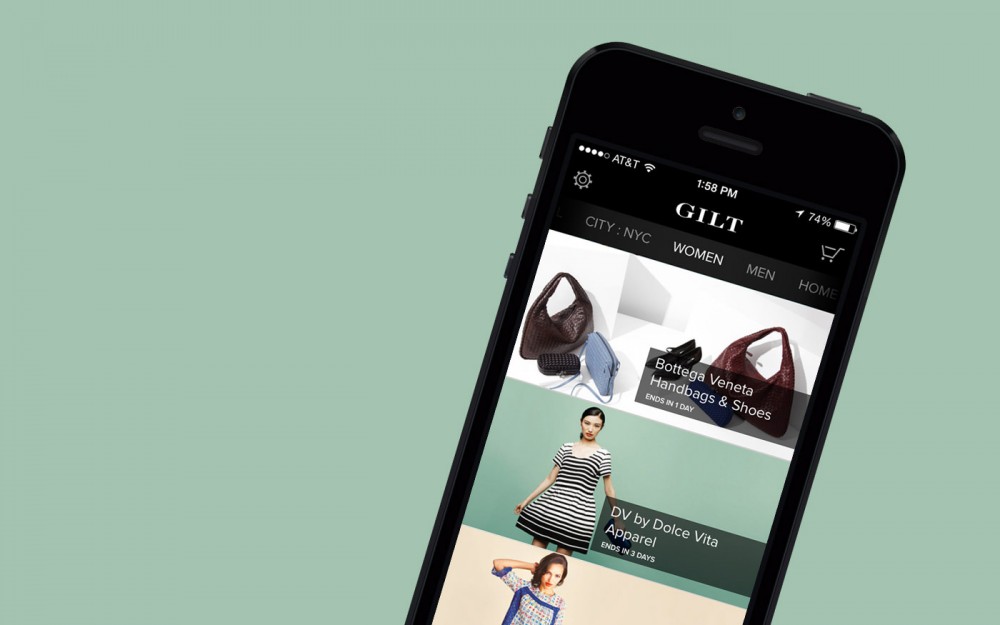 AT&T
1:58 PM
74%
GILT
CITY : NYC
WOMEN
MEN
HOME
Bottega Veneta
Handbags & Shoes
ENDS IN 1 DAY
DV by Dolce Vita
Apparel
ENDS IN 3 DAYS